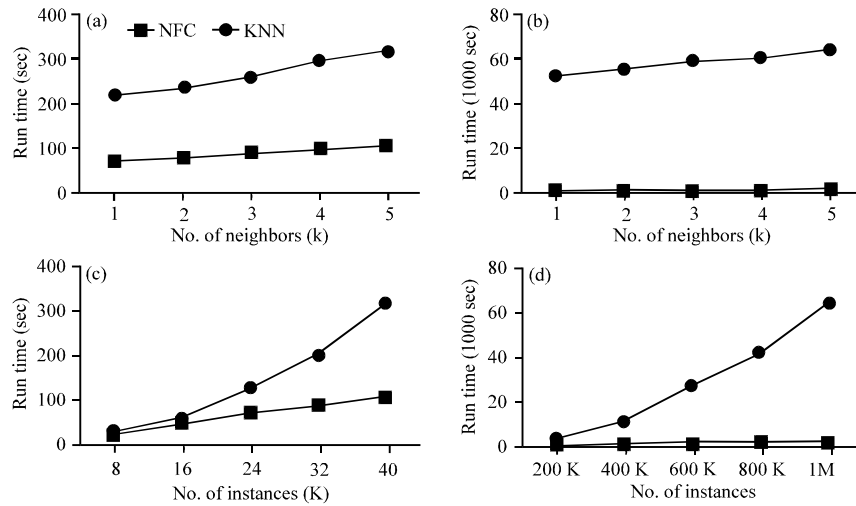 (a)
NFC
KNN
Run time (sec)
400
300
200
100
0
1 2 3 4 5
No. of neighbors (k)
(b)
Run time (1000 sec)
80
60
40
20
0
1 2 3 4 5
No. of neighbors (k)
(c)
Run time (sec)
400
300
200
100
0
8 16 24 32 40
No. of instances (K)
(d)
Run time (1000 sec)
80
60
40
20
0
200 K 400 K 600 K 800 K 1M
No. of instances